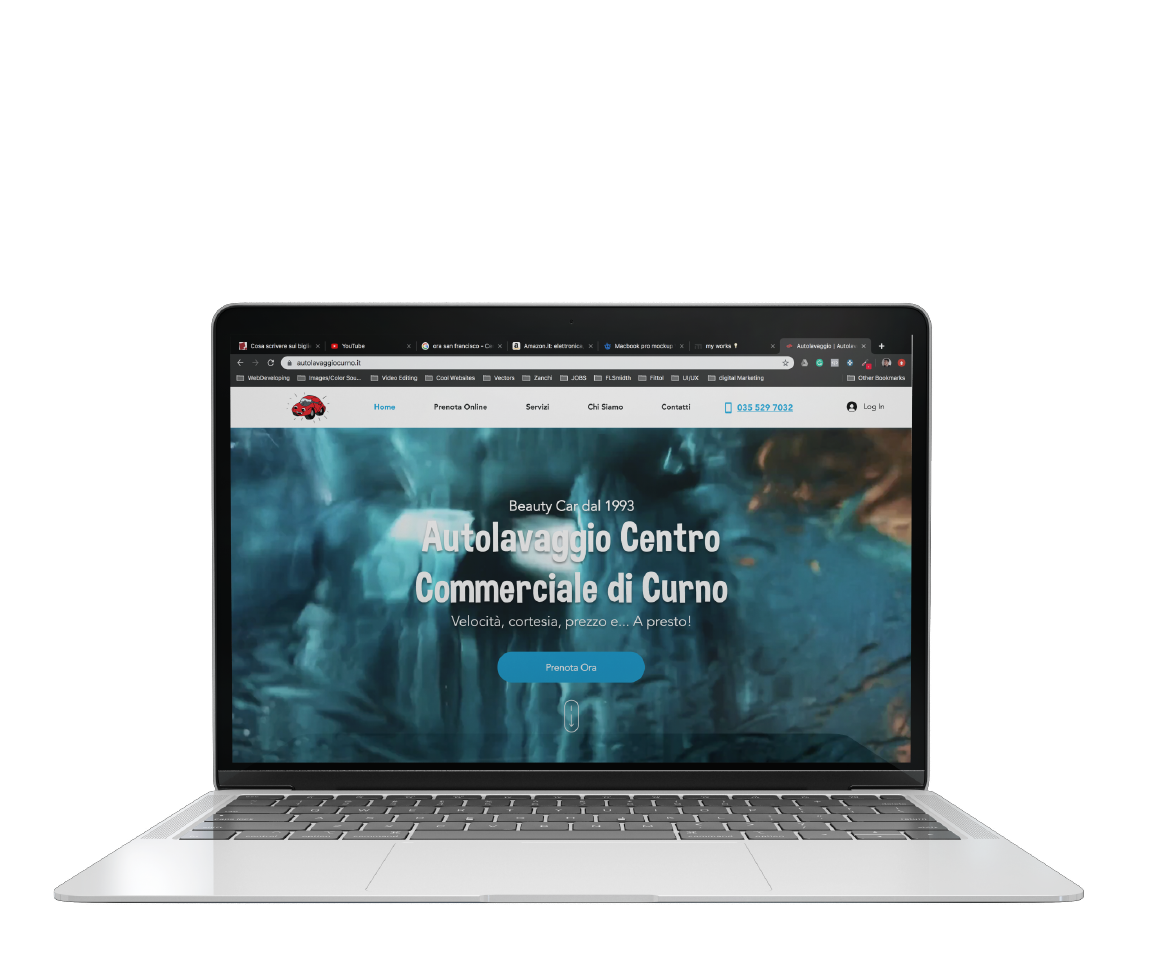 Cosa scrivere sui bigli
YouTube
ora san francisco - Ce
Amazon.it: elettronica,
Macbook pro mockup
my works
Autolavaggio | Autolav
autolavaggiocurno.it
WebDeveloping
Images/Color Sou...
Video Editing
Cool Websites
Vectors
Zanchi
JOBS
FLSmidth
Fittoi
UI/UX
digital Marketing
Other Bookmarks
Home
Prenota Online
Servizi
Chi Siamo
Contatti
035 529 7032
Log In
Beauty Car dal 1993
Autolavaggio Centro
Commerciale di Curno
Velocità, cortesia, prezzo e... A presto!
Prenota Ora